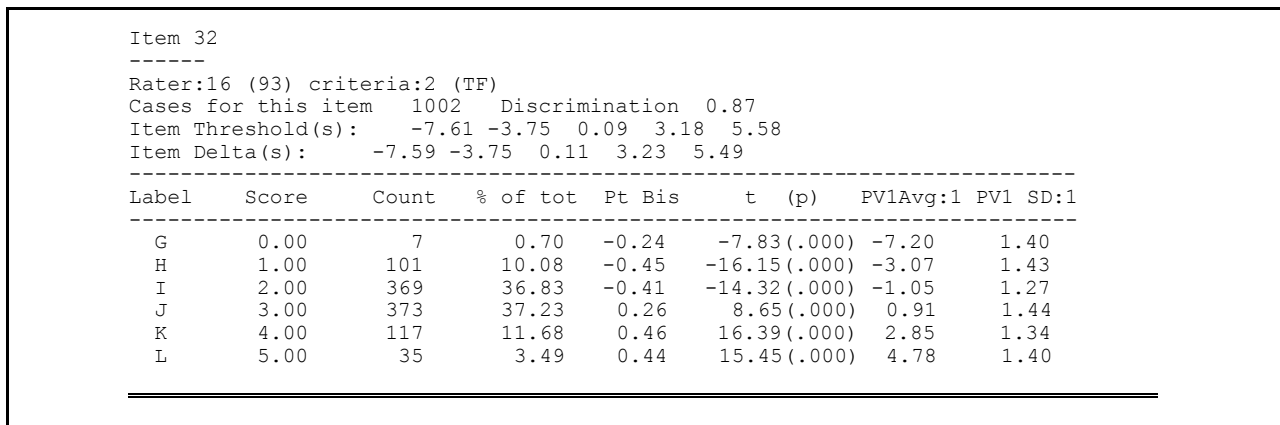 Item 32
------
Rater:16 (93) criteria:2 (TF)
Cases for this item   1002   Discrimination  0.87
Item Threshold(s):    -7.61 -3.75  0.09  3.18  5.58
Item Delta(s):     -7.59 -3.75  0.11  3.23  5.49
------------------------------------------------------------------------------
Label     Score     Count   % of tot  Pt Bis     t  (p)   PV1Avg:1 PV1 SD:1
------------------------------------------------------------------------------
G       0.00        7      0.70   -0.24    -7.83(.000) -7.20     1.40
H       1.00      101     10.08   -0.45   -16.15(.000) -3.07     1.43
I       2.00      369     36.83   -0.41   -14.32(.000) -1.05     1.27
J       3.00      373     37.23    0.26     8.65(.000)  0.91     1.44
K       4.00      117     11.68    0.46    16.39(.000)  2.85     1.34
L       5.00       35      3.49    0.44    15.45(.000)  4.78     1.40